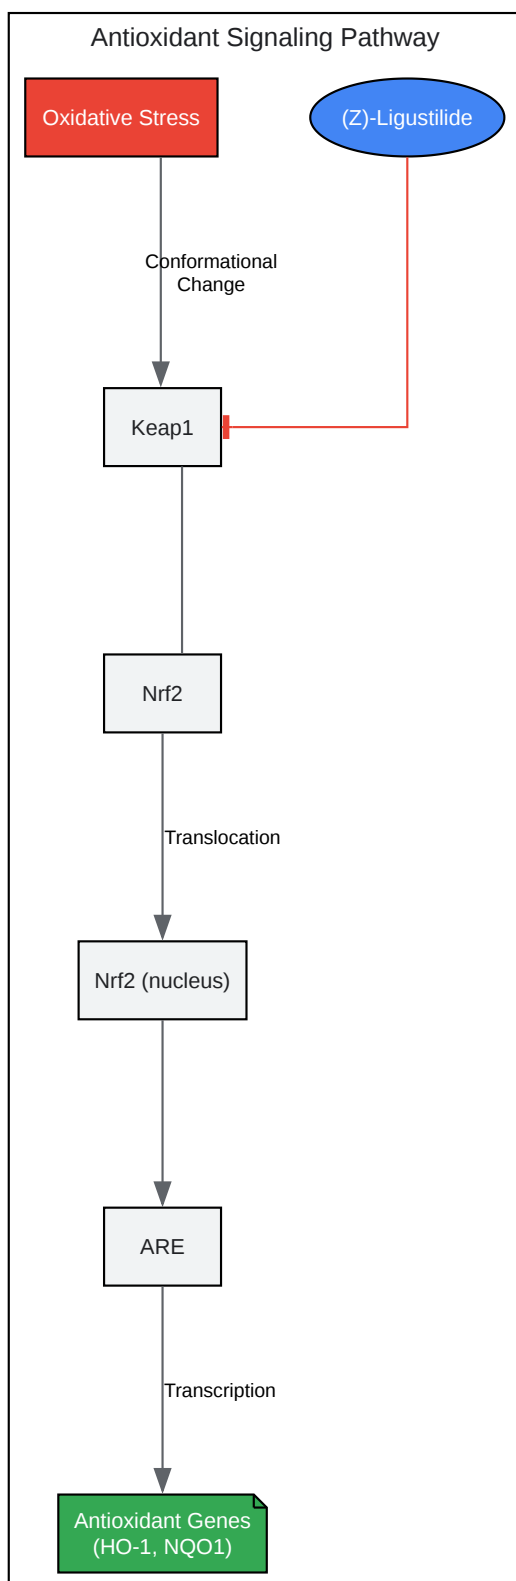 Antioxidant Signaling Pathway
Oxidative Stress
(Z)-Ligustilide
Conformational
Change
Keap1
Nrf2
Translocation
Nrf2 (nucleus)
ARE
Transcription
Antioxidant Genes
(HO-1, NQO1)